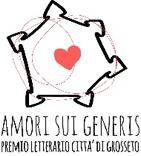 AMORI SUI GENERIS
PREMIO LETTERARIO CITTA' DI GROSSETO